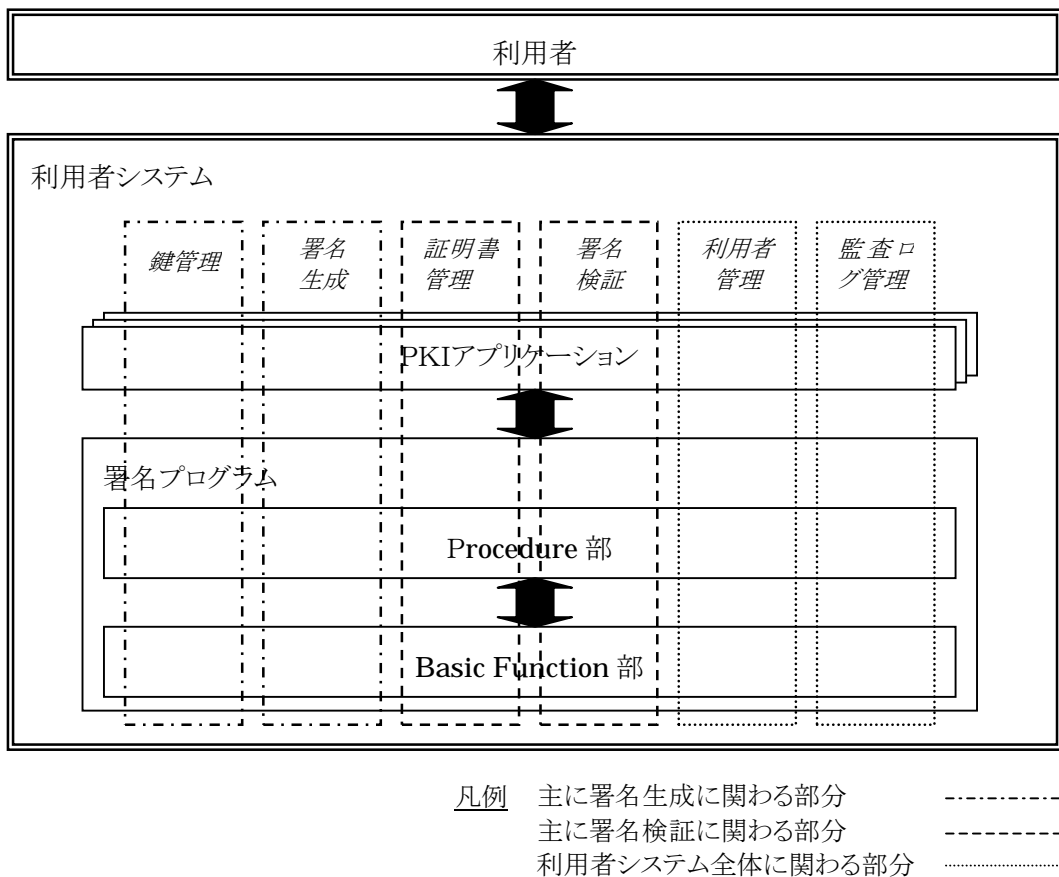 利用者
利用者システム
鍵管理
署名
生成
証明書
管理
署名
検証
利用者
管理
監査ロ
グ管理
PKIアプリケーション
署名プログラム
Procedure 部
Basic Function 部
凡例 主に署名生成に関わる部分
主に署名検証に関わる部分
利用者システム全体に関わる部分